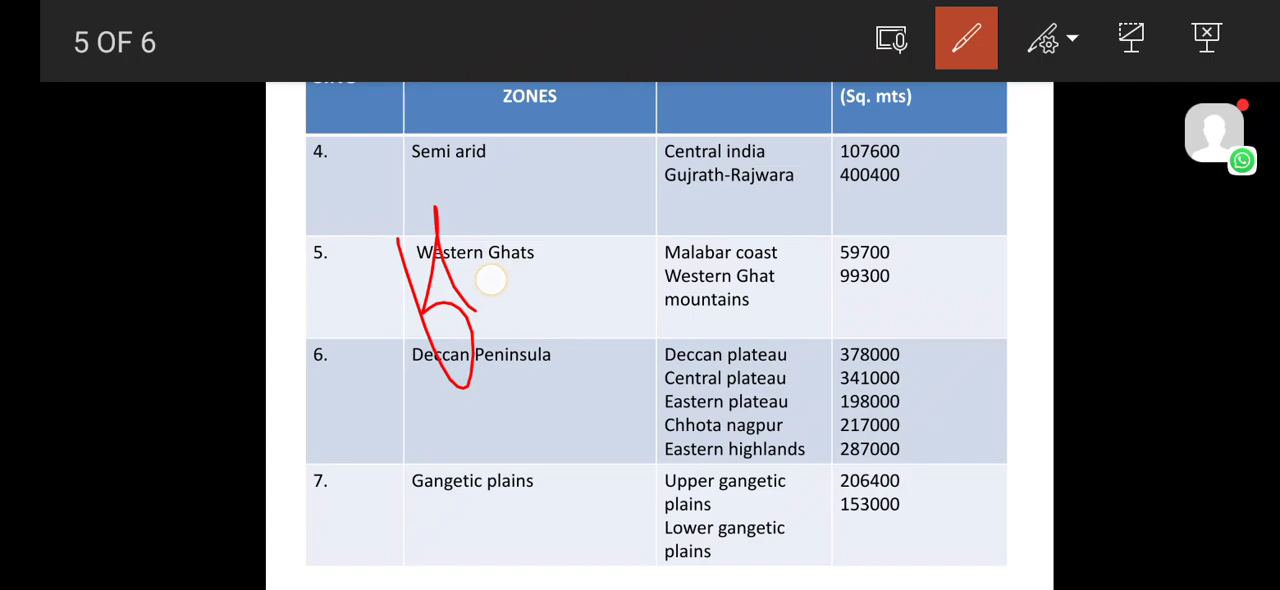 5 OF 6
ZONES
(Sq. mts)
4.
Semi arid
Central india
107600
Gujrath-Rajwara
400400
5.
Western Ghats
Malabar coast
59700
Western Ghat
99300
mountains
6.
Deccan Peninsula
Deccan plateau
378000
Central plateau
341000
Eastern plateau
198000
Chhota nagpur
217000
Eastern highlands
287000
7.
Gangetic plains
Upper gangetic
206400
plains
153000
Lower gangetic
plains